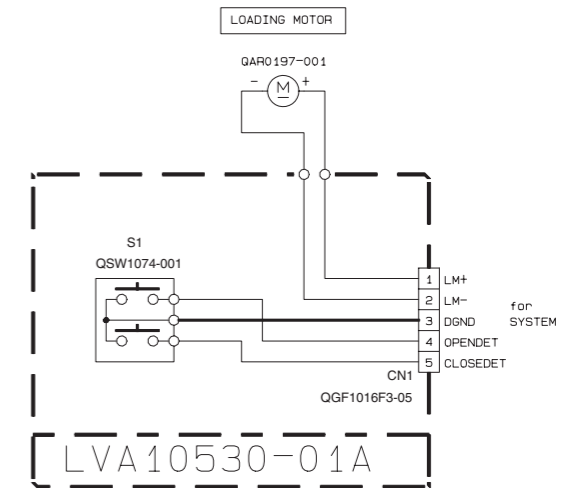 LOADING MOTOR
QAR0197-001
- M +
S1
QSW1074-001
1 LM+
2 LM-
3 DGND
4 OPENDET
5 CLOSEDET
for
SYSTEM
CN1
QGF1016F3-05
LVA10530-01A